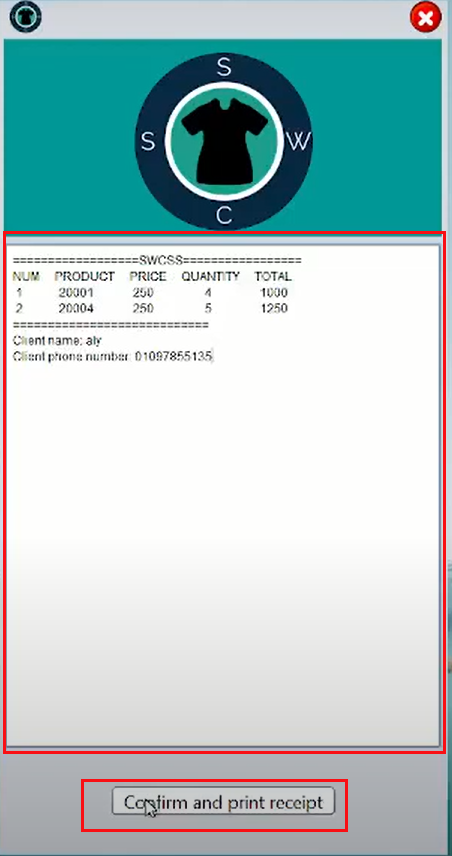 S
S W
C
==================SWCSS=================
NUM PRODUCT PRICE QUANTITY TOTAL
1 20001 250 4 1000
2 20004 250 5 1250
============================
Client name: aly
Client phone number: 01097855135
Confirm and print receipt